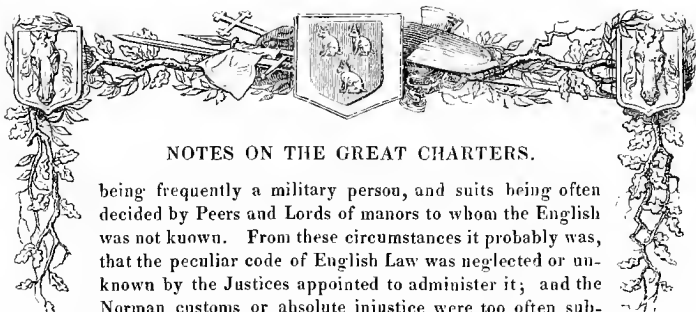 NOTES ON THE GREAT CHARTERS.
being frequently a military person, and suits being often
decided by Peers and Lords of manors to whom the English
was not known. From these circumstances it probably was,
that the peculiar code of English Law was neglected or un-
known by the Justices appointed to administer it; and the
Norman customs or absolute injustice were too often sub-